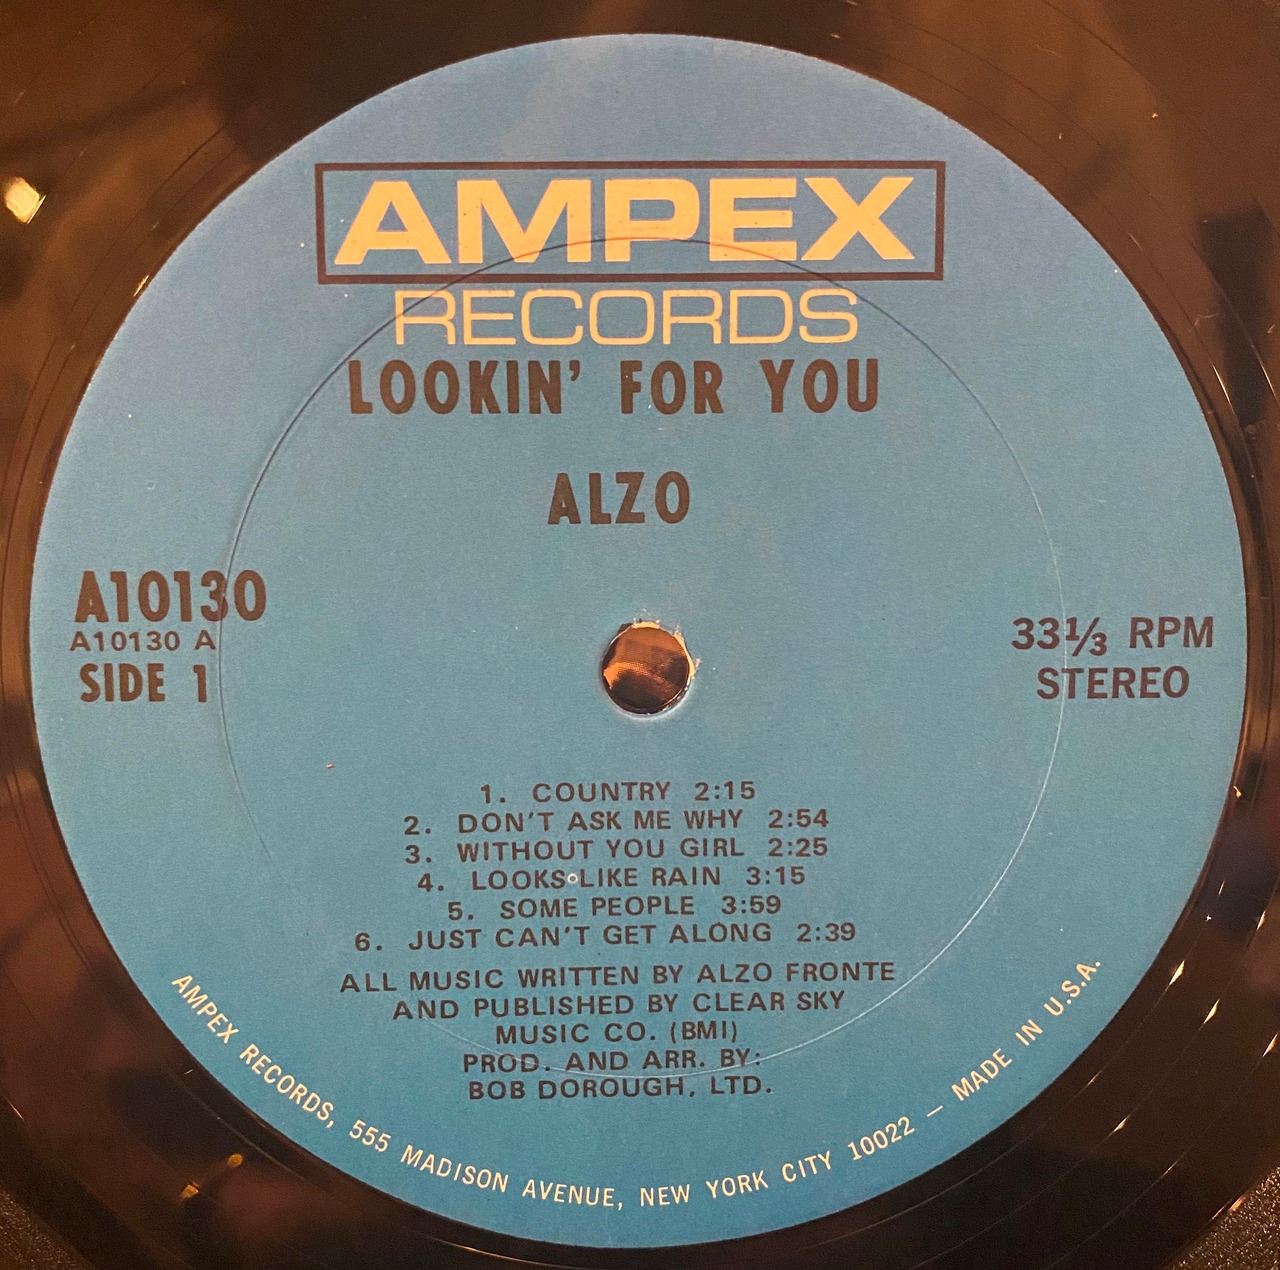 AMPEX
RECORDS
LOOKIN' FOR YOU
ALZO
A10130
A10130 A
SIDE 1
33⅓ RPM
STEREO
1. COUNTRY 2:15
2. DON'T ASK ME WHY 2:54
3. WITHOUT YOU GIRL 2:25
4. LOOKS LIKE RAIN 3:15
5. SOME PEOPLE 3:59
6. JUST CAN'T GET ALONG 2:39
ALL MUSIC WRITTEN BY ALZO FRONTE
AND PUBLISHED BY CLEAR SKY
MUSIC CO. (BMI)
PROD. AND ARR. BY:
BOB DOROUGH, LTD.
AMPEX RECORDS, 555 MADISON AVENUE, NEW YORK CITY 10022 — MADE IN U.S.A.